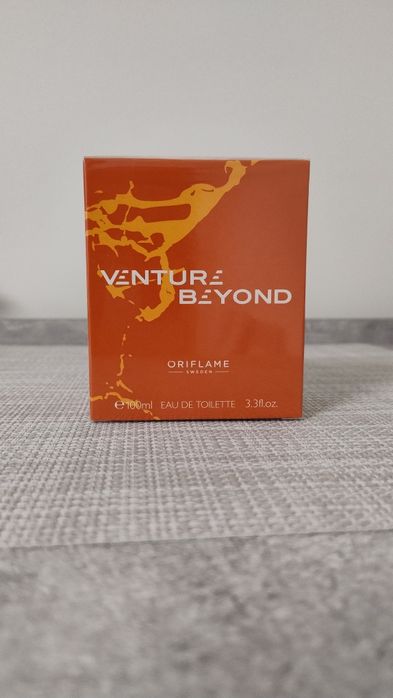 VENTURE
BEYOND
ORIFLAME
SWEDEN
℮100ml EAU DE TOILETTE 3.3fl.oz.